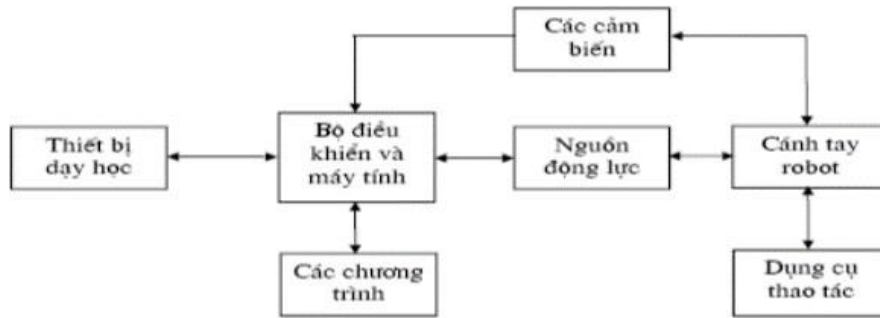 Các cảm
biến
Thiết bị
dạy học
Bộ điều
khiển và
máy tính
Nguồn
động lực
Cánh tay
robot
Các chương
trình
Dụng cụ
thao tác